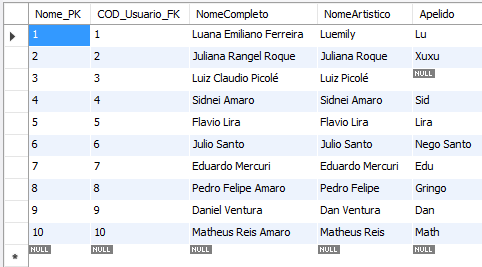 Nome_PK COD_Usuario_FK NomeCompleto NomeArtistico Apelido
1 1 Luana Emiliano Ferreira Luemily Lu
2 2 Juliana Rangel Roque Juliana Roque Xuxu
3 3 Luiz Claudio Picolé Luiz Picolé NULL
4 4 Sidnei Amaro Sidnei Amaro Sid
5 5 Flavio Lira Flavio Lira Lira
6 6 Julio Santo Julio Santo Nego Santo
7 7 Eduardo Mercuri Eduardo Mercuri Edu
8 8 Pedro Felipe Amaro Pedro Felipe Gringo
9 9 Daniel Ventura Dan Ventura Dan
10 10 Matheus Reis Amaro Matheus Reis Math
NULL NULL NULL NULL NULL